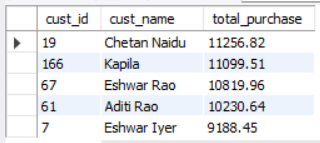 cust_id cust_name total_purchase
19 Chetan Naidu 11256.82
166 Kapila 11099.51
67 Eshwar Rao 10819.96
61 Aditi Rao 10230.64
7 Eshwar Iyer 9188.45